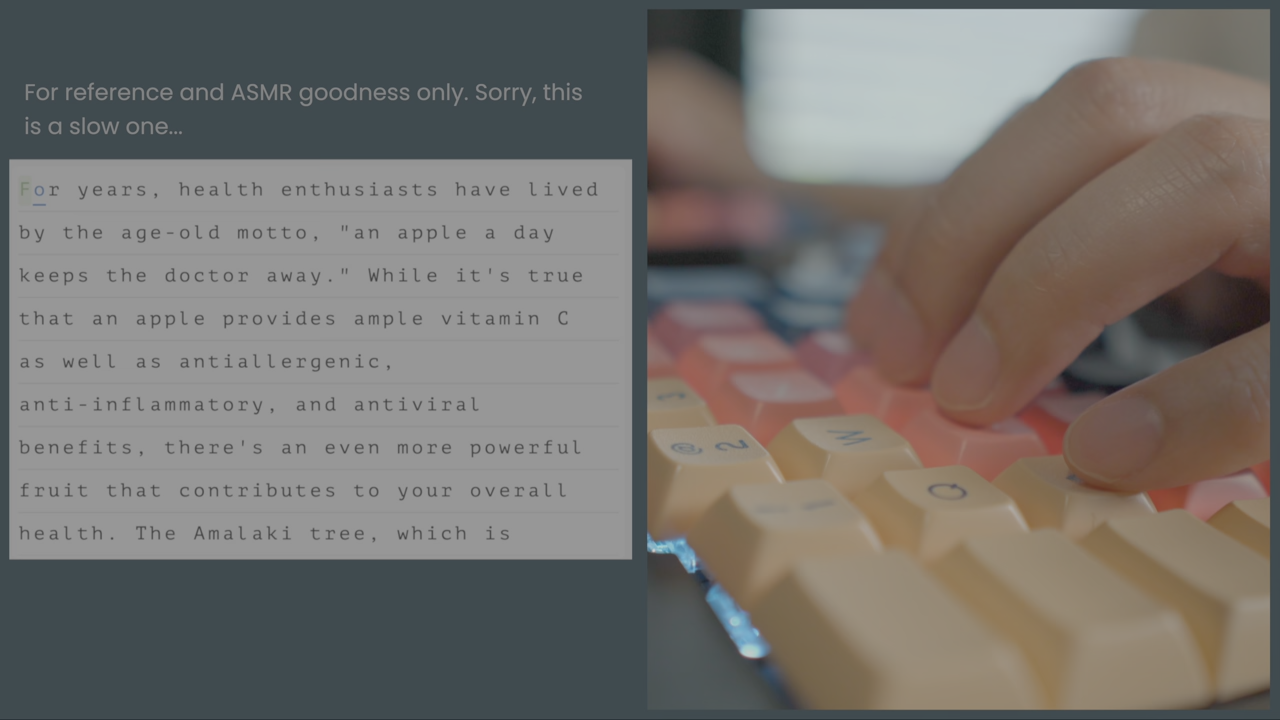 For reference and ASMR goodness only. Sorry, this
is a slow one...
For years, health enthusiasts have lived
by the age-old motto, "an apple a day
keeps the doctor away." While it's true
that an apple provides ample vitamin C
as well as antiallergenic,
anti-inflammatory, and antiviral
benefits, there's an even more powerful
fruit that contributes to your overall
health. The Amalaki tree, which is
3
@ 2
W
Q